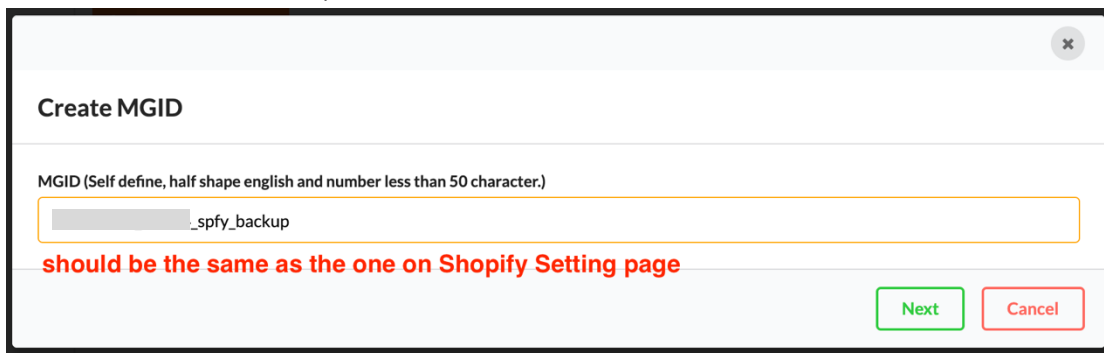 Create MGID
MGID (Self define, half shape english and number less than 50 character.)
_spfy_backup
should be the same as the one on Shopify Setting page
Next
Cancel